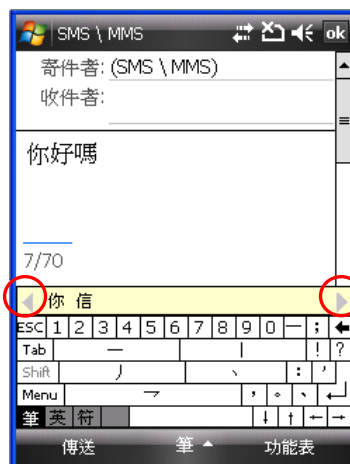 SMS \ MMS ok
寄件者: (SMS \ MMS)
收件者:
你好嗎
7/70
你 信
ESC 1 2 3 4 5 6 7 8 9 0 — ; ←
Tab 一 丨 ! ?
Shift 丿 丶 : '
Menu 乛 , 。 、 ↵
筆 英 符 ↓ ↑ ← →
傳送 筆 功能表